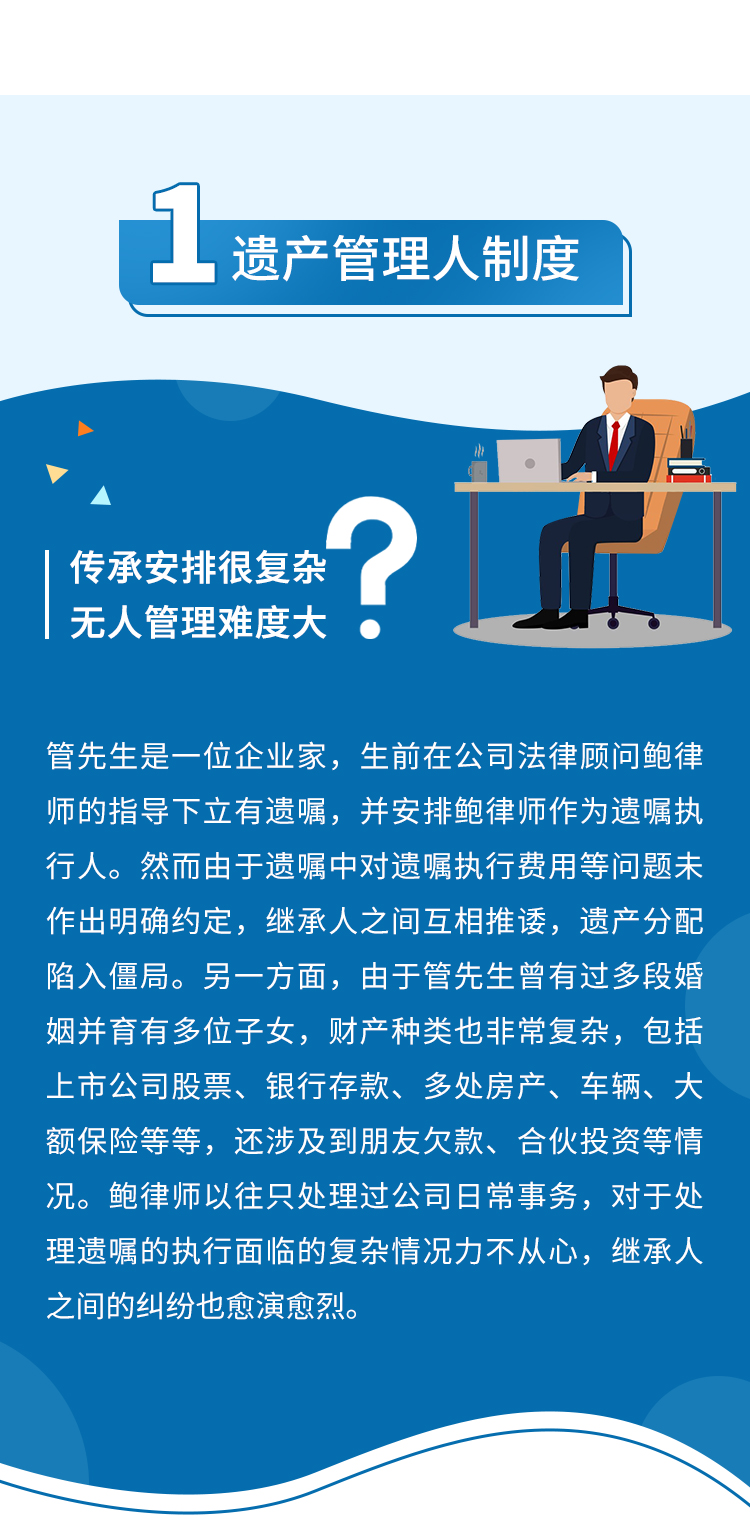 1 遗产管理人制度
传承安排很复杂
无人管理难度大
?
管先生是一位企业家，生前在公司法律顾问鲍律
师的指导下立有遗嘱，并安排鲍律师作为遗嘱执
行人。然而由于遗嘱中对遗嘱执行费用等问题未
作出明确约定，继承人之间互相推诿，遗产分配
陷入僵局。另一方面，由于管先生曾有过多段婚
姻并育有多位子女，财产种类也非常复杂，包括
上市公司股票、银行存款、多处房产、车辆、大
额保险等等，还涉及到朋友欠款、合伙投资等情
况。鲍律师以往只处理过公司日常事务，对于处
理遗嘱的执行面临的复杂情况力不从心，继承人
之间的纠纷也愈演愈烈。